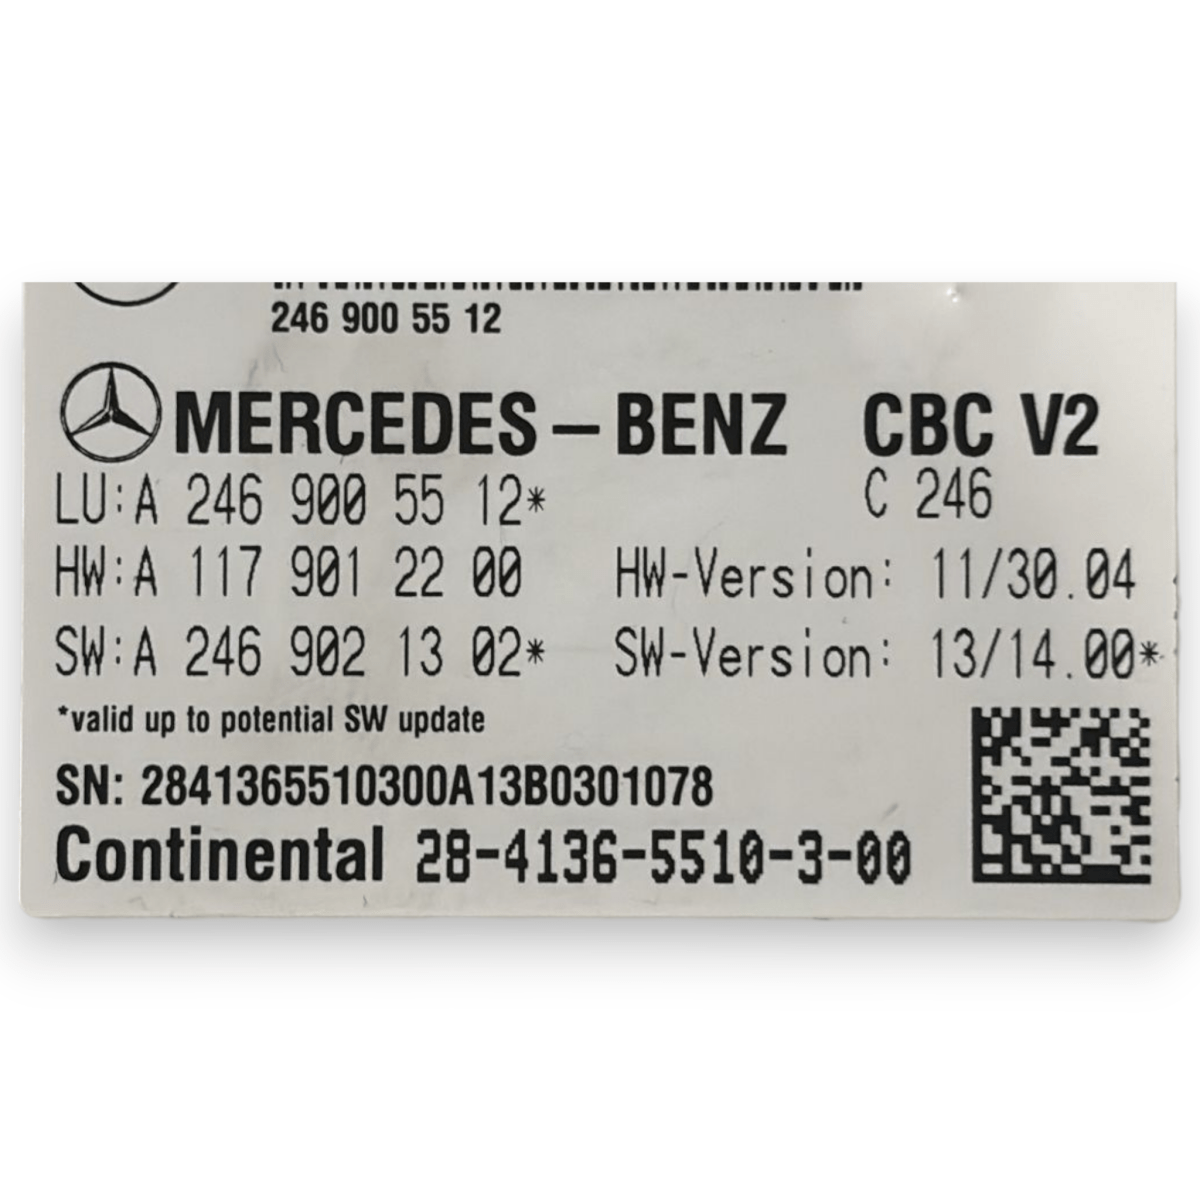 246 900 55 12
MERCEDES-BENZ CBC V2
LU:A 246 900 55 12* C 246
HW:A 117 901 22 00 HW-Version: 11/30.04
SW:A 246 902 13 02* SW-Version: 13/14.00*
*valid up to potential SW update
SN: 2841365510300A13B0301078
Continental 28-4136-5510-3-00